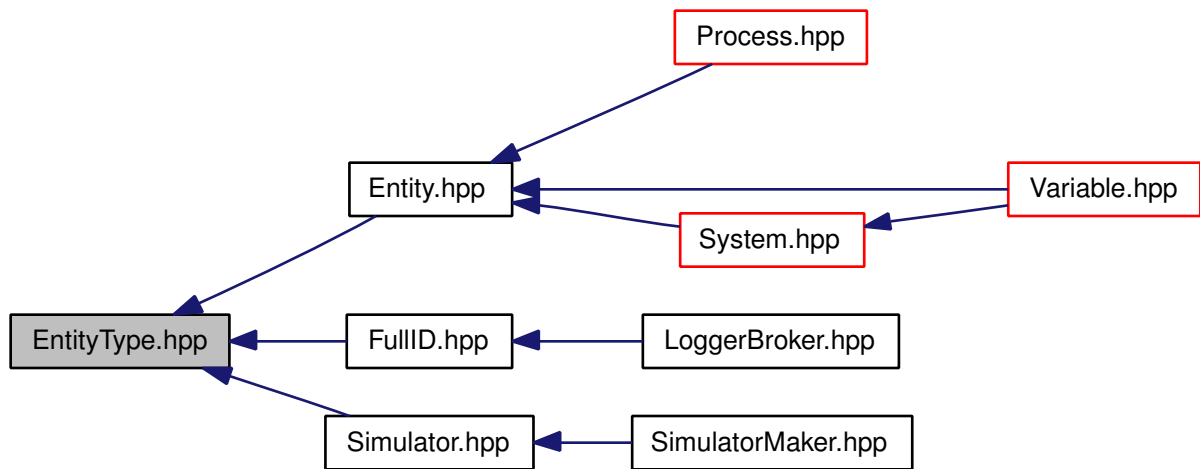 Process.hpp
Entity.hpp
Variable.hpp
System.hpp
EntityType.hpp
FullID.hpp
LoggerBroker.hpp
Simulator.hpp
SimulatorMaker.hpp